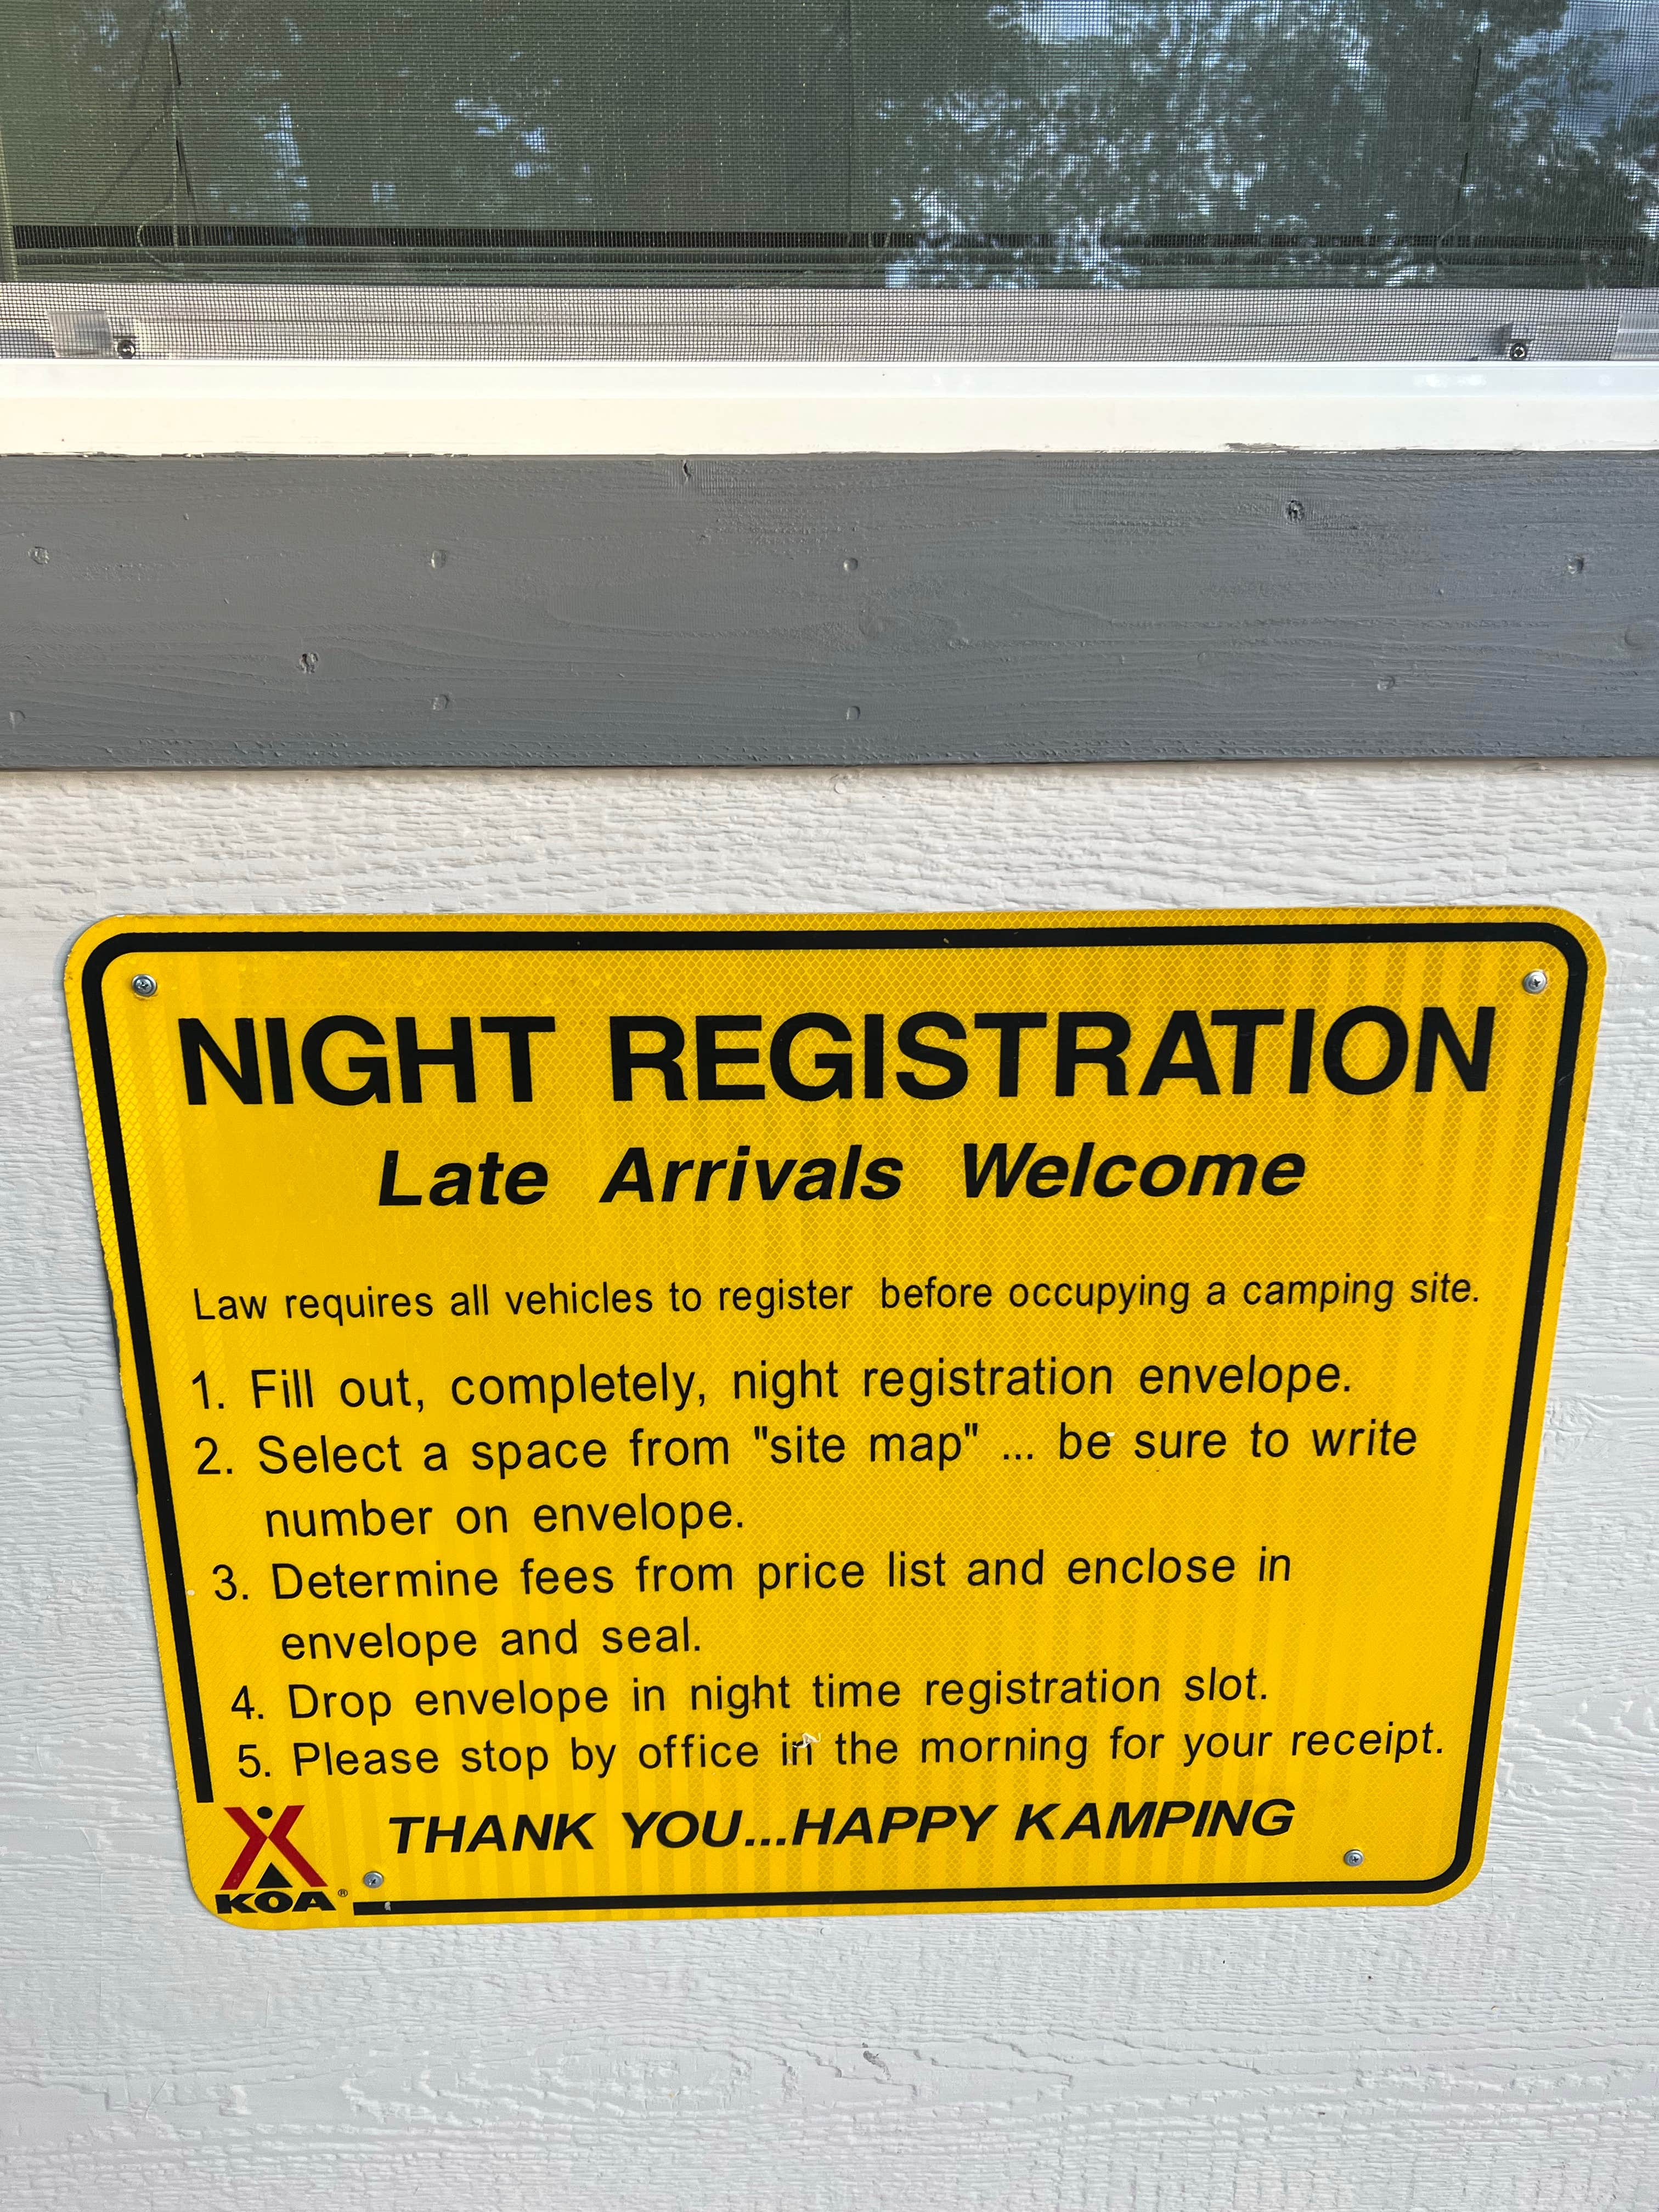 NIGHT REGISTRATION
Late Arrivals Welcome
Law requires all vehicles to register before occupying a camping site.
1. Fill out, completely, night registration envelope.
2. Select a space from "site map" ... be sure to write
number on envelope.
3. Determine fees from price list and enclose in
envelope and seal.
4. Drop envelope in night time registration slot.
5. Please stop by office in the morning for your receipt.
THANK YOU...HAPPY KAMPING
KOA®